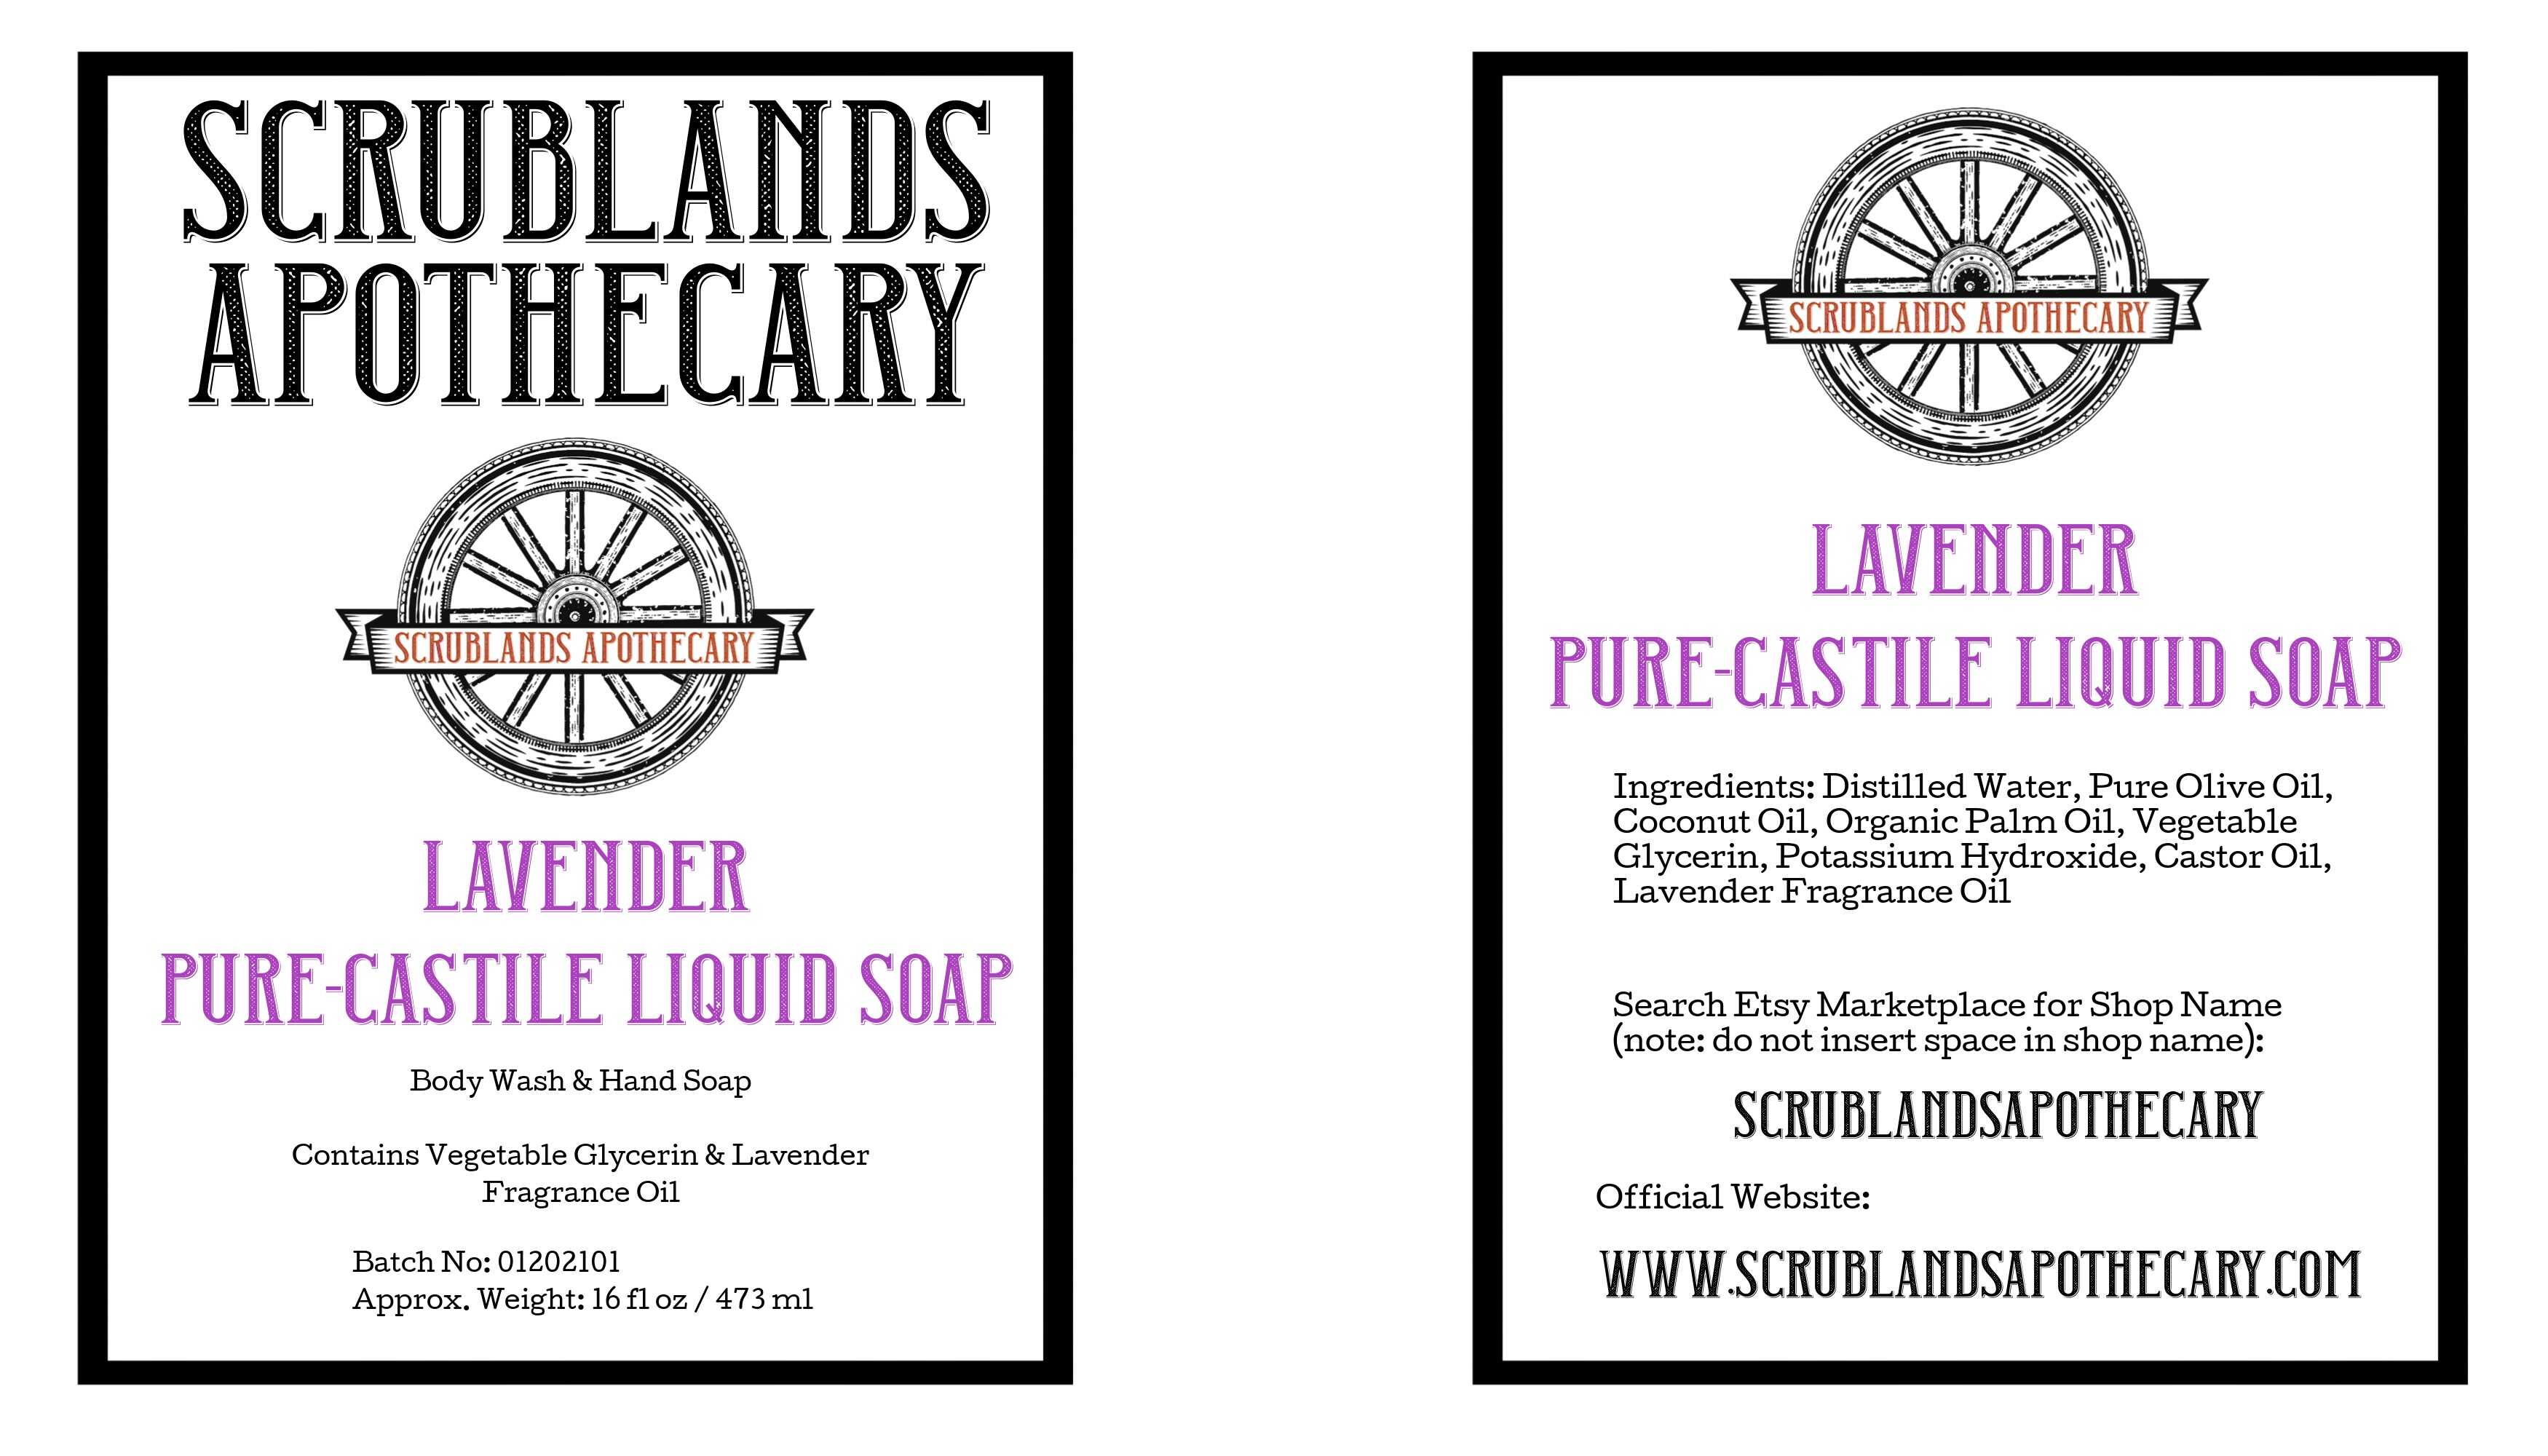 SCRUBLANDS
APOTHECARY
SCRUBLANDS APOTHECARY
LAVENDER
PURE-CASTILE LIQUID SOAP
Body Wash & Hand Soap
Contains Vegetable Glycerin & Lavender
Fragrance Oil
Batch No: 01202101
Approx. Weight: 16 fl oz / 473 ml
SCRUBLANDS APOTHECARY
LAVENDER
PURE-CASTILE LIQUID SOAP
Ingredients: Distilled Water, Pure Olive Oil,
Coconut Oil, Organic Palm Oil, Vegetable
Glycerin, Potassium Hydroxide, Castor Oil,
Lavender Fragrance Oil
Search Etsy Marketplace for Shop Name
(note: do not insert space in shop name):
SCRUBLANDSAPOTHECARY
Official Website:
WWW.SCRUBLANDSAPOTHECARY.COM